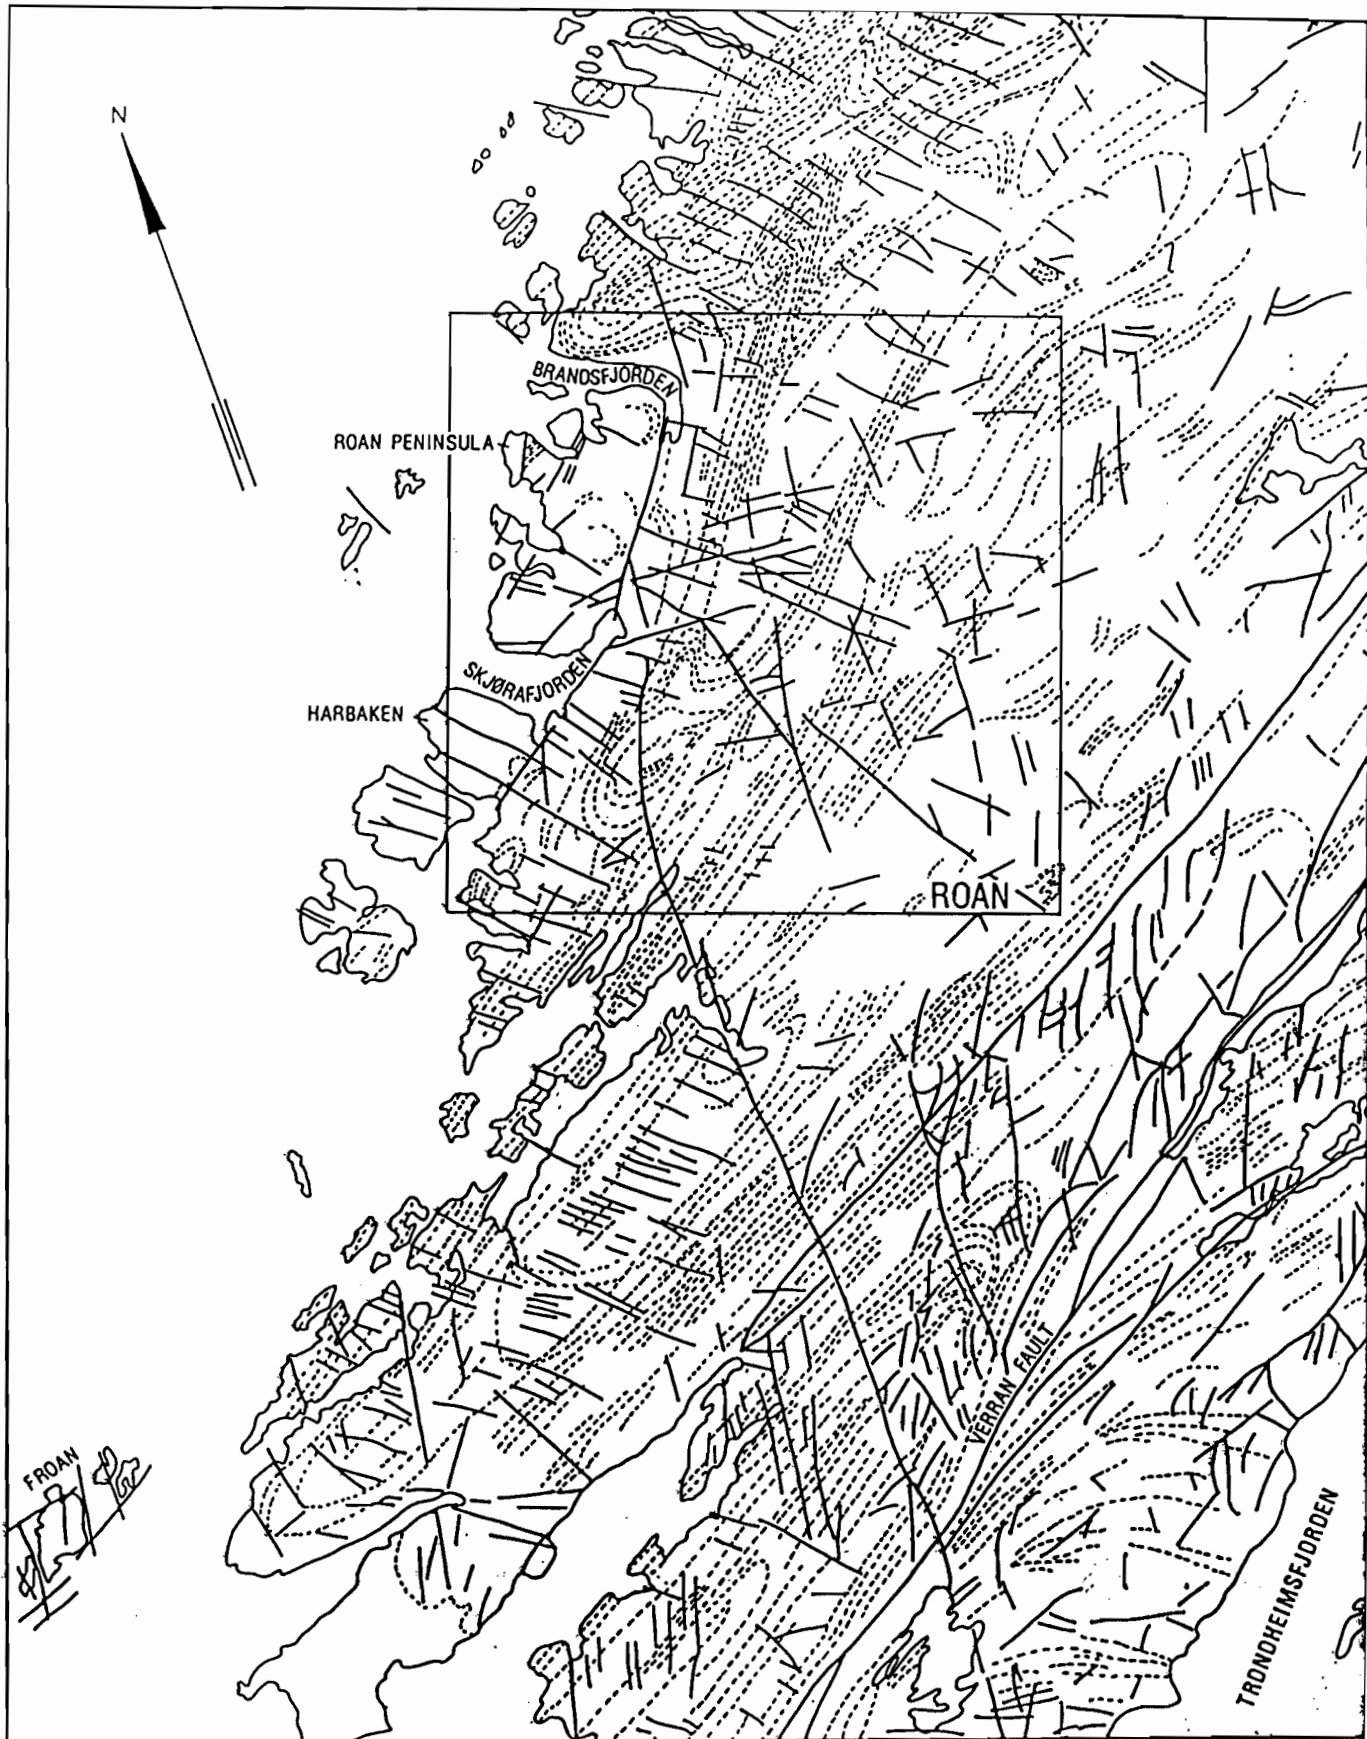 N
BRANDSFJORDEN
ROAN PENINSULA
SKJØRAFJORDEN
HARBAKEN
ROAN
VERRAN FAULT
FROAN
TRONDHEIMSFJORDEN